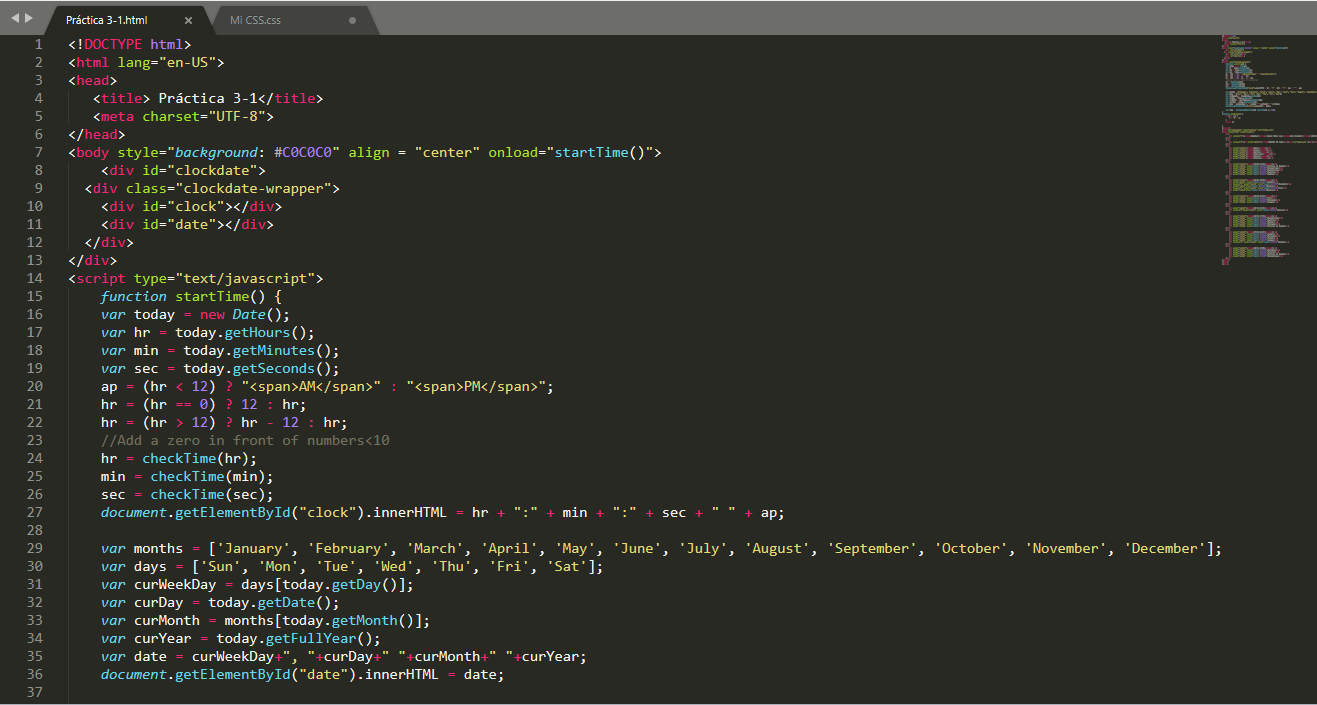 Práctica 3-1.html × Mi CSS.css
1 <!DOCTYPE html>
2 <html lang="en-US">
3 <head>
4 <title> Práctica 3-1</title>
5 <meta charset="UTF-8">
6 </head>
7 <body style="background: #C0C0C0" align = "center" onload="startTime()">
8 <div id="clockdate">
9 <div class="clockdate-wrapper">
10 <div id="clock"></div>
11 <div id="date"></div>
12 </div>
13 </div>
14 <script type="text/javascript">
15 function startTime() {
16 var today = new Date();
17 var hr = today.getHours();
18 var min = today.getMinutes();
19 var sec = today.getSeconds();
20 ap = (hr < 12) ? "<span>AM</span>" : "<span>PM</span>";
21 hr = (hr == 0) ? 12 : hr;
22 hr = (hr > 12) ? hr - 12 : hr;
23 //Add a zero in front of numbers<10
24 hr = checkTime(hr);
25 min = checkTime(min);
26 sec = checkTime(sec);
27 document.getElementById("clock").innerHTML = hr + ":" + min + ":" + sec + " " + ap;
28
29 var months = ['January', 'February', 'March', 'April', 'May', 'June', 'July', 'August', 'September', 'October', 'November', 'December'];
30 var days = ['Sun', 'Mon', 'Tue', 'Wed', 'Thu', 'Fri', 'Sat'];
31 var curWeekDay = days[today.getDay()];
32 var curDay = today.getDate();
33 var curMonth = months[today.getMonth()];
34 var curYear = today.getFullYear();
35 var date = curWeekDay+", "+curDay+" "+curMonth+" "+curYear;
36 document.getElementById("date").innerHTML = date;
37